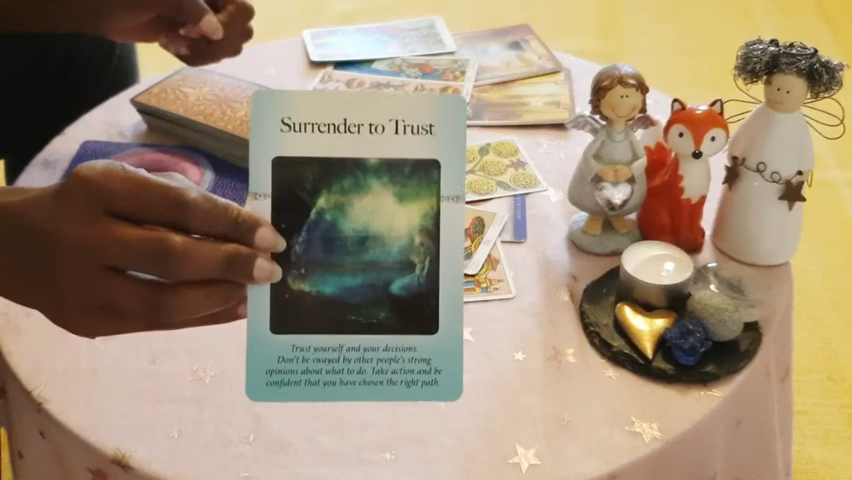 Surrender to Trust
Trust yourself and your decisions.
Don't be swayed by other people's strong
opinions about what to do. Take action and be
confident that you have chosen the right path.